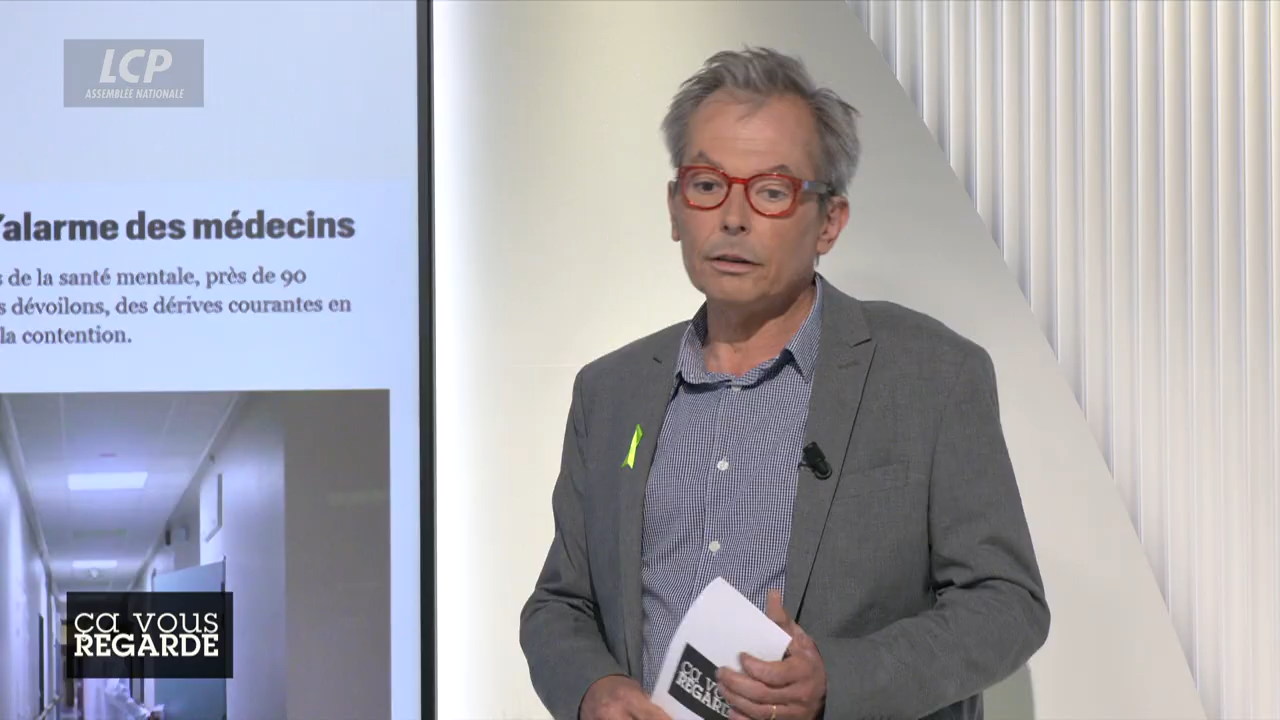 LCP
ASSEMBLÉE NATIONALE
'alarme des médecins
de la santé mentale, près de 90
s dévoilons, des dérives courantes en
la contention.
ça vous
REGARDE
ça vous
REGARD